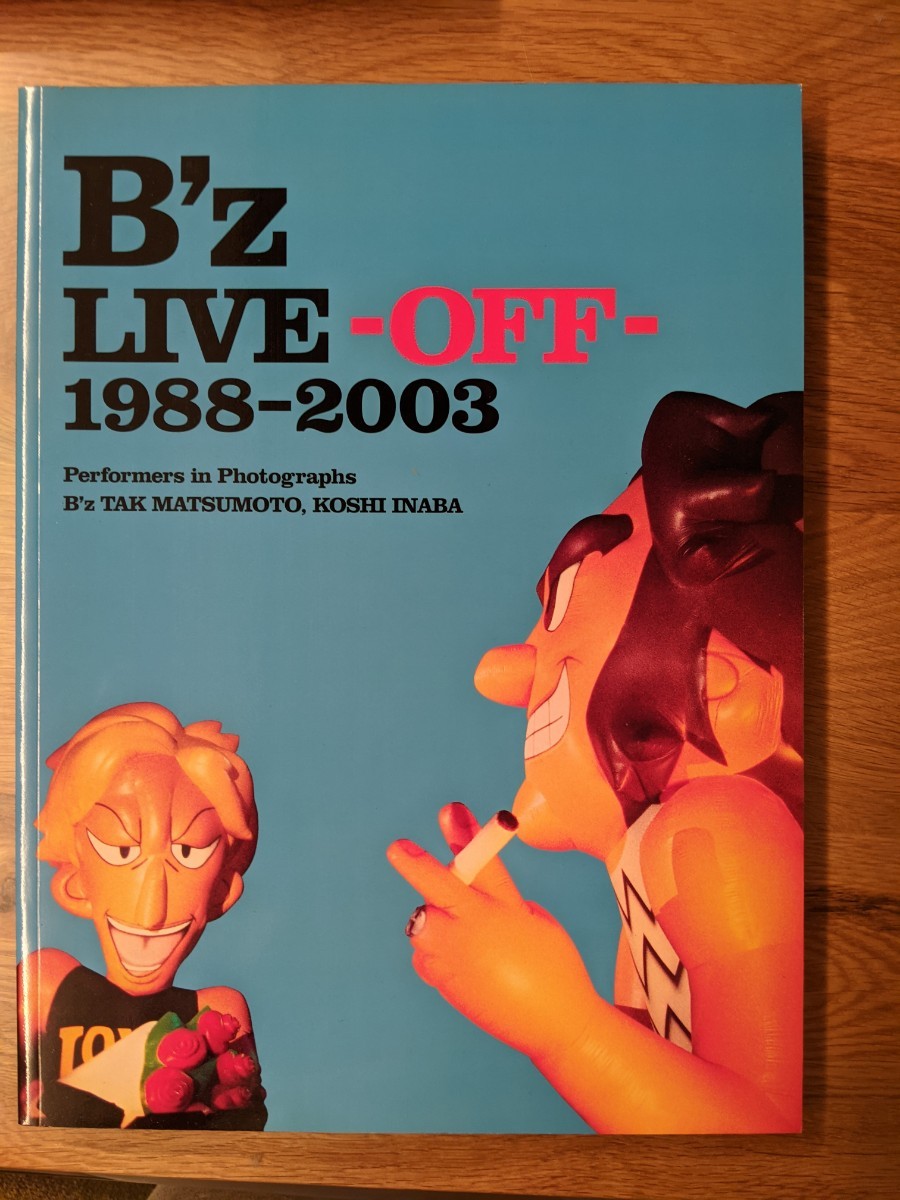 B'z
LIVE -OFF-
1988-2003
Performers in Photographs
B'z TAK MATSUMOTO, KOSHI INABA